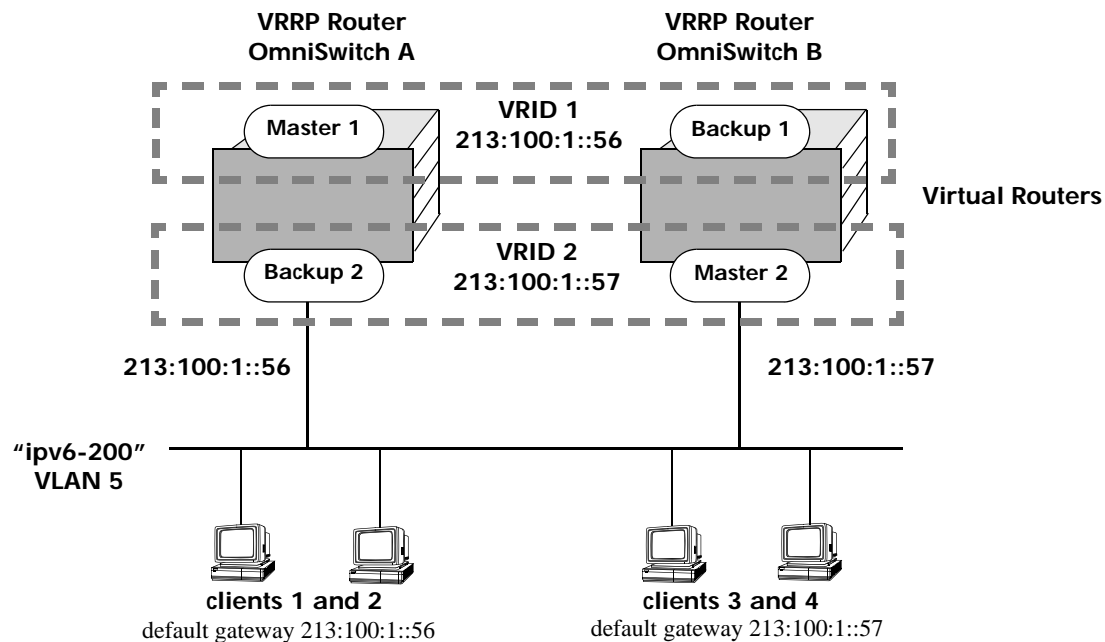 VRRP Router
OmniSwitch A
VRRP Router
OmniSwitch B
Master 1
VRID 1
213:100:1::56
Backup 1
Virtual Routers
Backup 2
VRID 2
213:100:1::57
Master 2
213:100:1::56
213:100:1::57
“ipv6-200”
VLAN 5
clients 1 and 2
default gateway 213:100:1::56
clients 3 and 4
default gateway 213:100:1::57